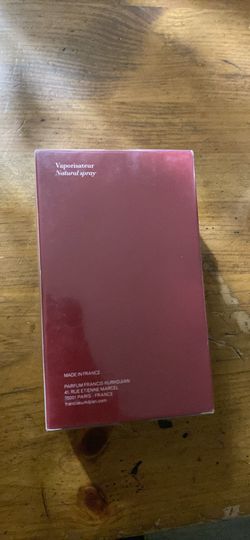 Vaporisateur
Natural spray
MADE IN FRANCE
PARFUM FRANCIS KURKDJIAN
41, RUE ETIENNE MARCEL
75001 PARIS - FRANCE
franciskurkdjian.com